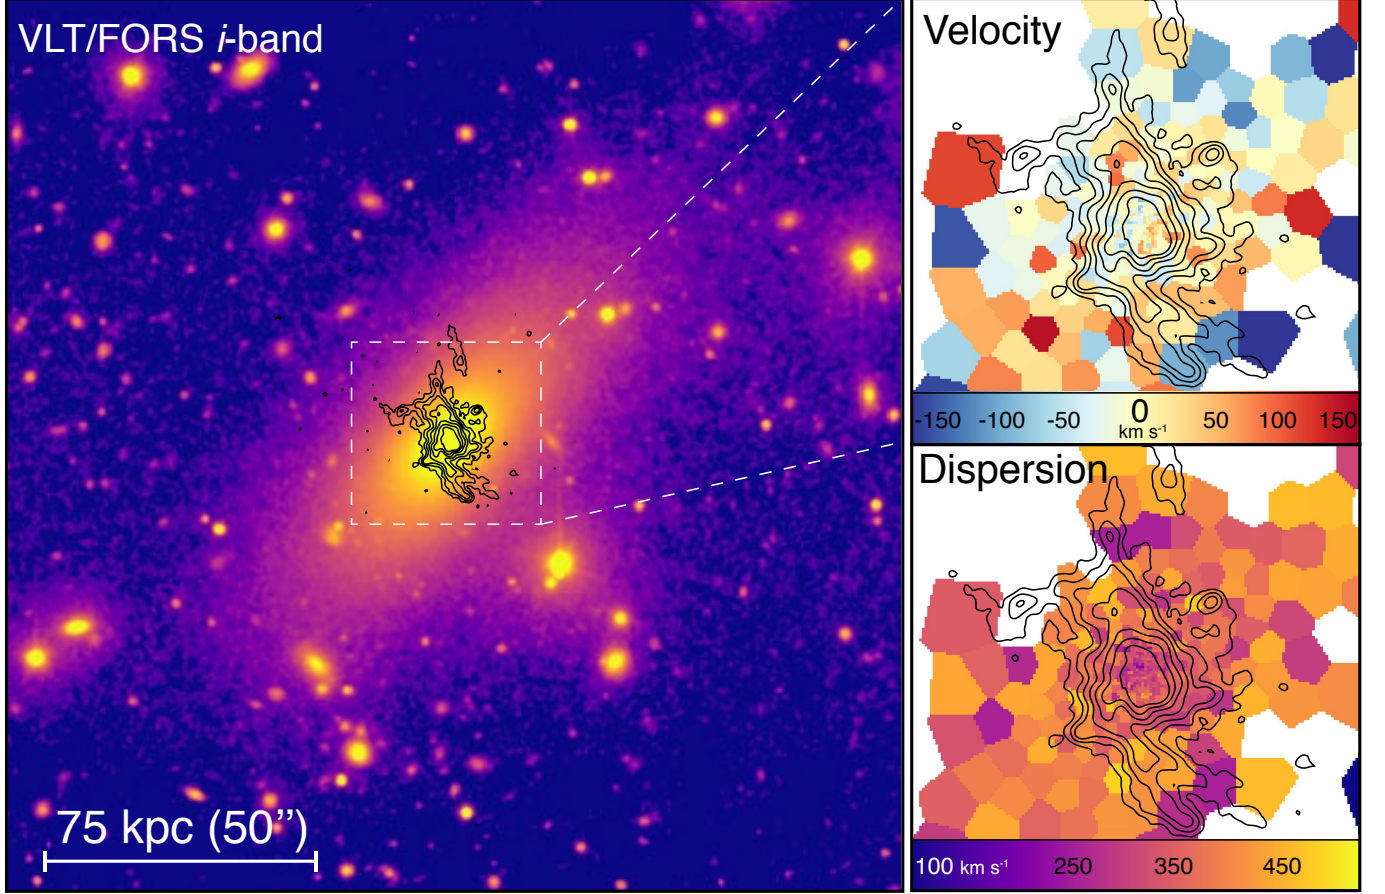 VLT/FORS i-band
75 kpc (50”)
Velocity
-150 -100 -50 0 50 100 150
km s-1
Dispersion
100 km s-1 250 350 450